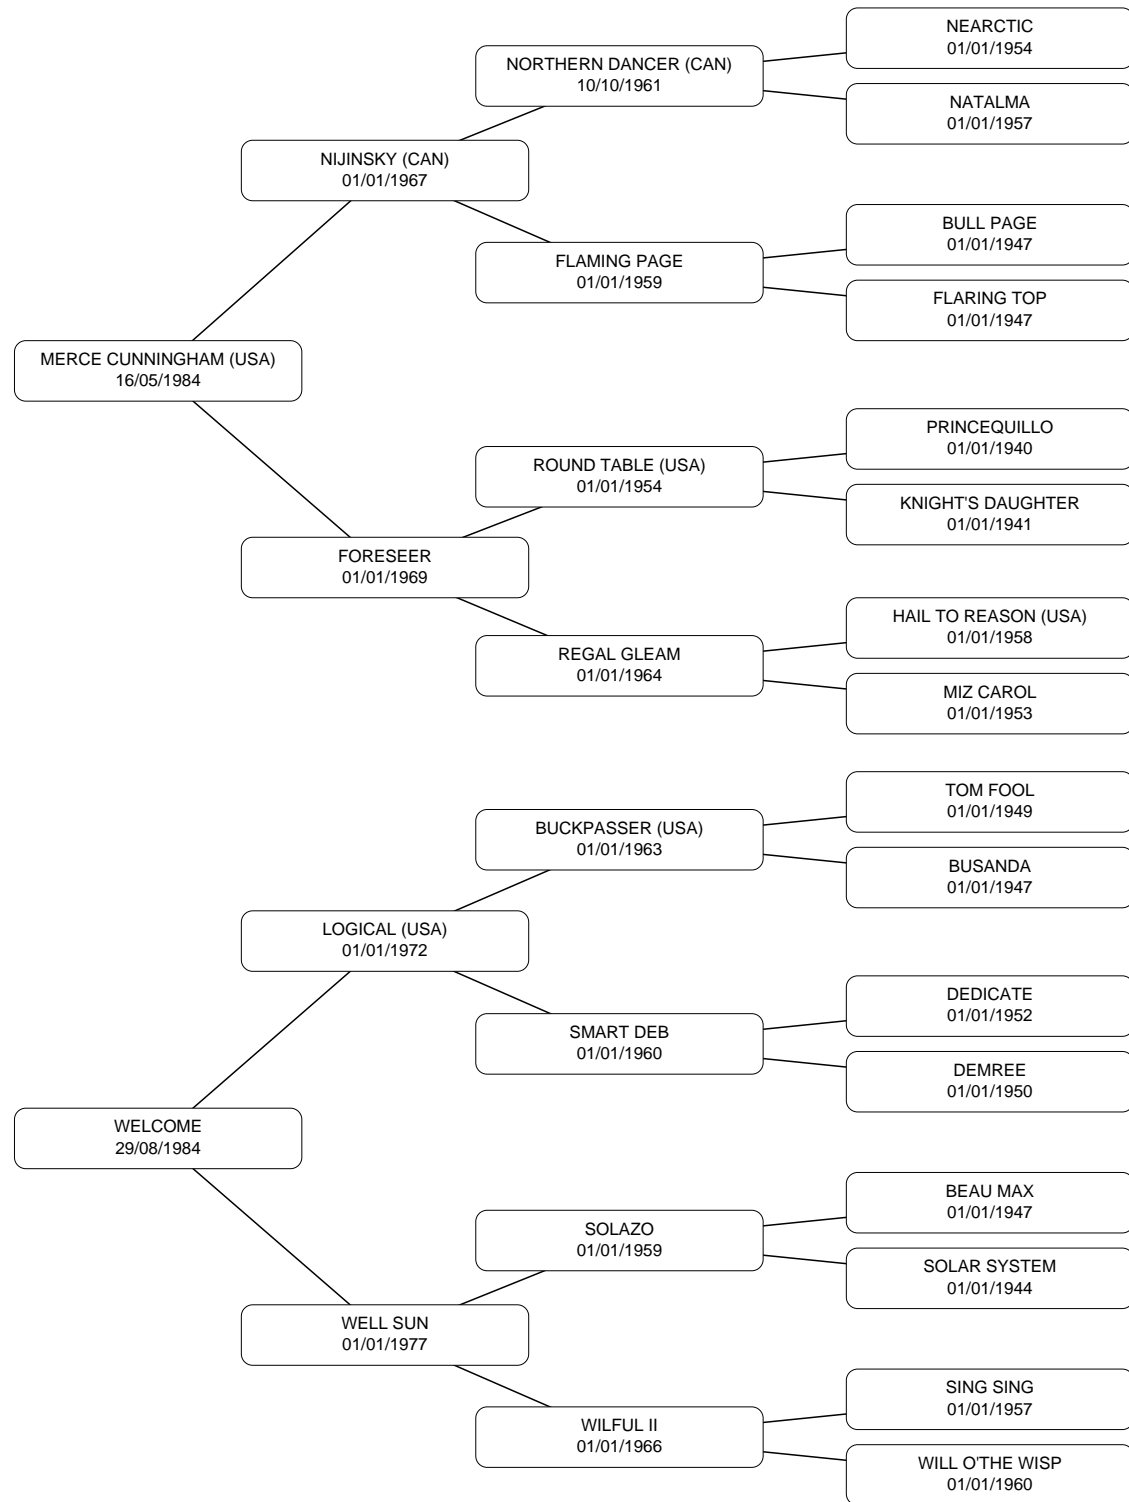 NEARCTIC
01/01/1954
NORTHERN DANCER (CAN)
10/10/1961
NATALMA
01/01/1957
NIJINSKY (CAN)
01/01/1967
BULL PAGE
01/01/1947
FLAMING PAGE
01/01/1959
FLARING TOP
01/01/1947
MERCE CUNNINGHAM (USA)
16/05/1984
PRINCEQUILLO
01/01/1940
ROUND TABLE (USA)
01/01/1954
KNIGHT'S DAUGHTER
01/01/1941
FORESEER
01/01/1969
HAIL TO REASON (USA)
01/01/1958
REGAL GLEAM
01/01/1964
MIZ CAROL
01/01/1953
TOM FOOL
01/01/1949
BUCKPASSER (USA)
01/01/1963
BUSANDA
01/01/1947
LOGICAL (USA)
01/01/1972
DEDICATE
01/01/1952
SMART DEB
01/01/1960
DEMREE
01/01/1950
WELCOME
29/08/1984
BEAU MAX
01/01/1947
SOLAZO
01/01/1959
SOLAR SYSTEM
01/01/1944
WELL SUN
01/01/1977
SING SING
01/01/1957
WILFUL II
01/01/1966
WILL O'THE WISP
01/01/1960